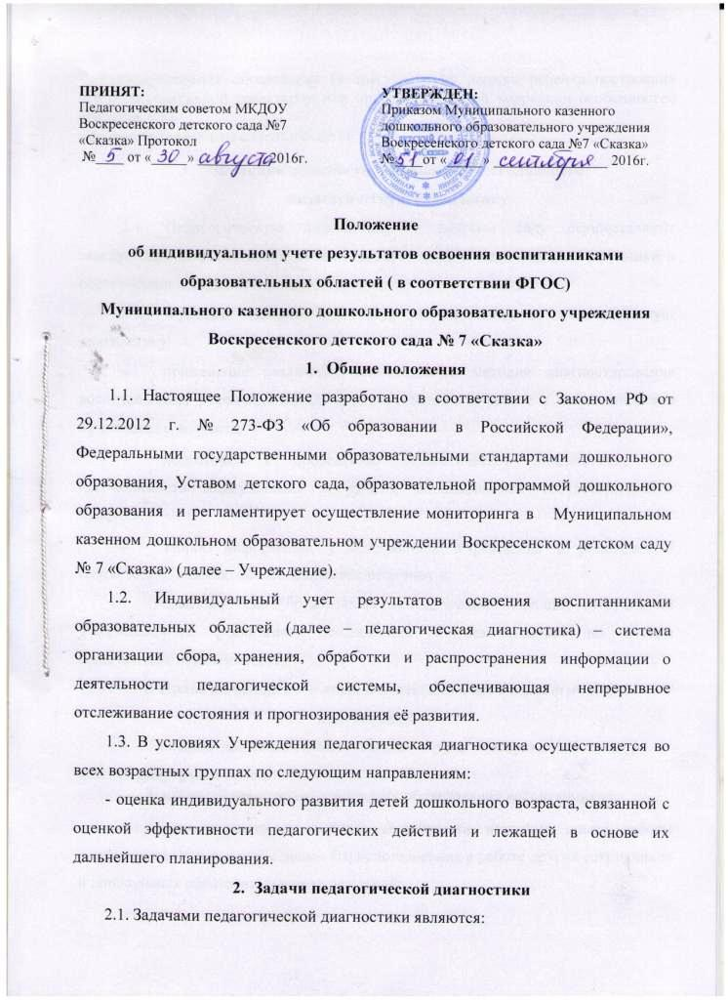 ПРИНЯТ:
Педагогическим советом МКДОУ
Воскресенского детского сада №7
«Сказка» Протокол
№ 5 от « 30 » августа 2016г.
УТВЕРЖДЕН:
Приказом Муниципального казенного
дошкольного образовательного учреждения
Воскресенского детского сада №7 «Сказка»
№ 51 от « 01 » сентября 2016г.
ДЕТСКИЙ САД
Положение
об индивидуальном учете результатов освоения воспитанниками
образовательных областей ( в соответствии ФГОС)
Муниципального казенного дошкольного образовательного учреждения
Воскресенского детского сада № 7 «Сказка»
1. Общие положения
1.1. Настоящее Положение разработано в соответствии с Законом РФ от
29.12.2012 г. № 273-ФЗ «Об образовании в Российской Федерации»,
Федеральными государственными образовательными стандартами дошкольного
образования, Уставом детского сада, образовательной программой дошкольного
образования и регламентирует осуществление мониторинга в Муниципальном
казенном дошкольном образовательном учреждении Воскресенском детском саду
№ 7 «Сказка» (далее – Учреждение).
1.2. Индивидуальный учет результатов освоения воспитанниками
образовательных областей (далее – педагогическая диагностика) – система
организации сбора, хранения, обработки и распространения информации о
деятельности педагогической системы, обеспечивающая непрерывное
отслеживание состояния и прогнозирования её развития.
1.3. В условиях Учреждения педагогическая диагностика осуществляется во
всех возрастных группах по следующим направлениям:
- оценка индивидуального развития детей дошкольного возраста, связанной с
оценкой эффективности педагогических действий и лежащей в основе их
дальнейшего планирования.
2. Задачи педагогической диагностики
2.1. Задачами педагогической диагностики являются: